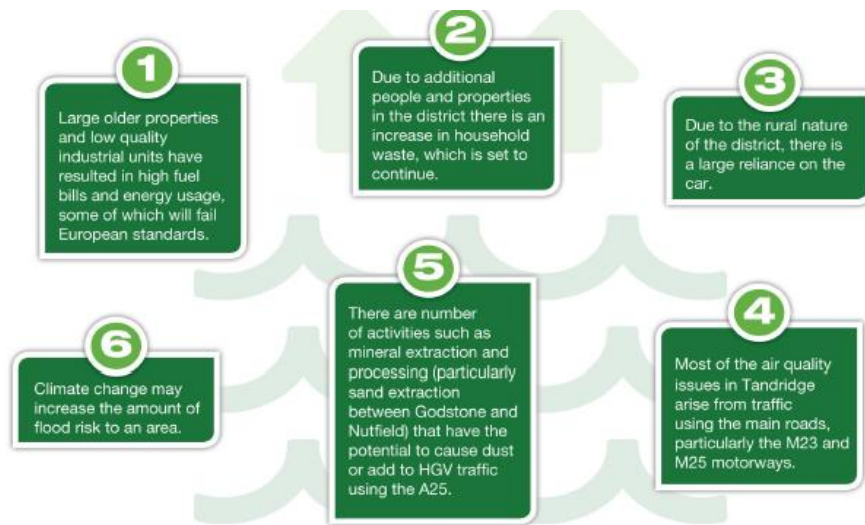 1
Large older properties
and low quality
industrial units have
resulted in high fuel
bills and energy usage,
some of which will fail
European standards.
2
Due to additional
people and properties
in the district there is an
increase in household
waste, which is set to
continue.
3
Due to the rural nature
of the district, there is
a large reliance on the
car.
4
Most of the air quality
issues in Tandridge
arise from traffic
using the main roads,
particularly the M23 and
M25 motorways.
5
There are number
of activities such as
mineral extraction and
processing (particularly
sand extraction
between Godstone and
Nutfield) that have the
potential to cause dust
or add to HGV traffic
using the A25.
6
Climate change may
increase the amount of
flood risk to an area.